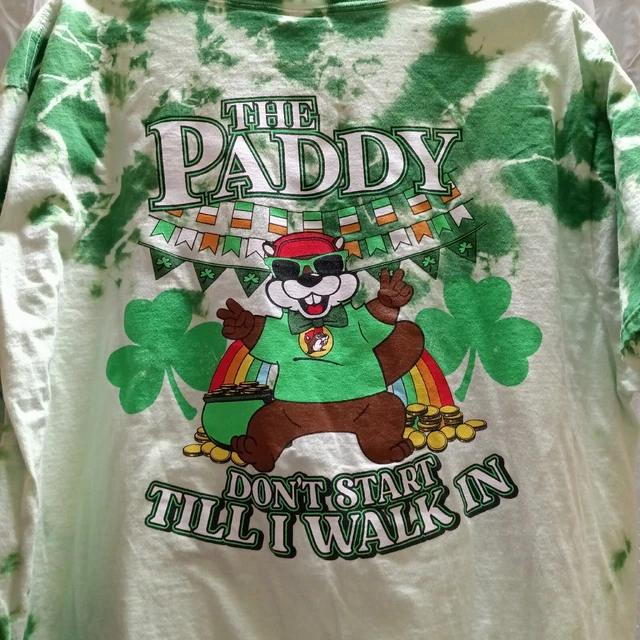 THE
PADDY
DON'T START
TILL I WALK IN